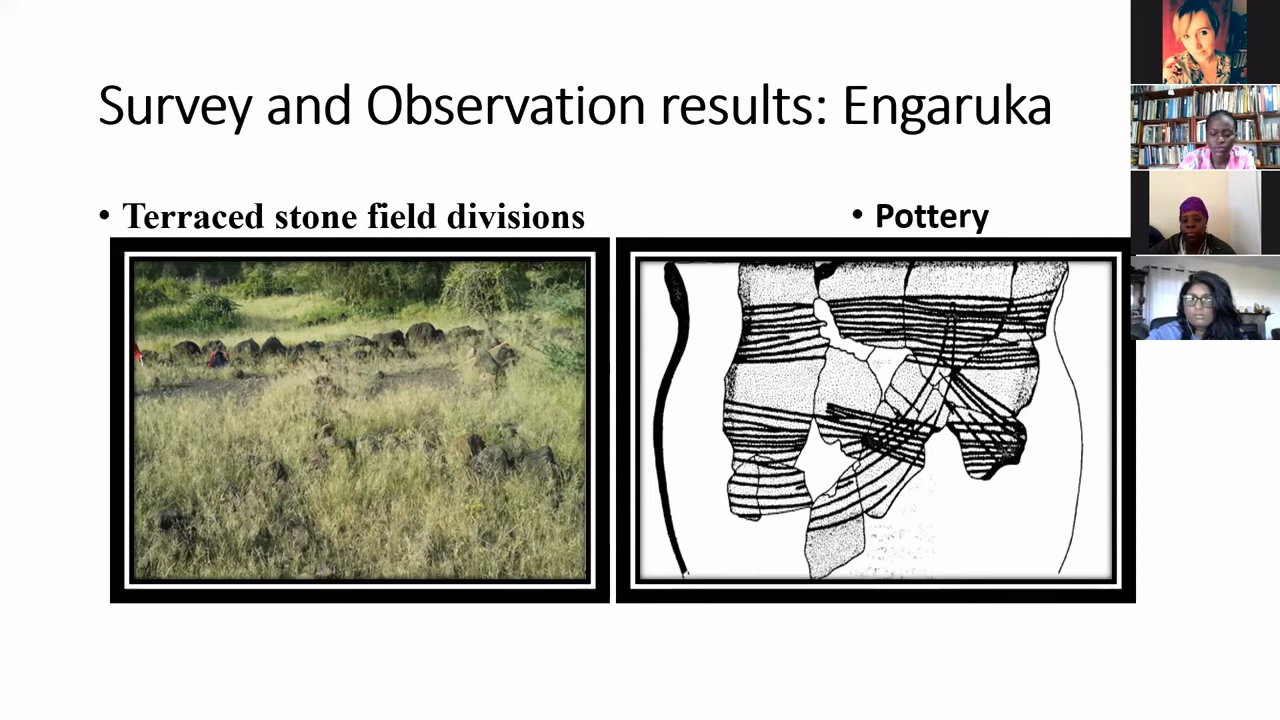 Survey and Observation results: Engaruka
• Terraced stone field divisions
• Pottery